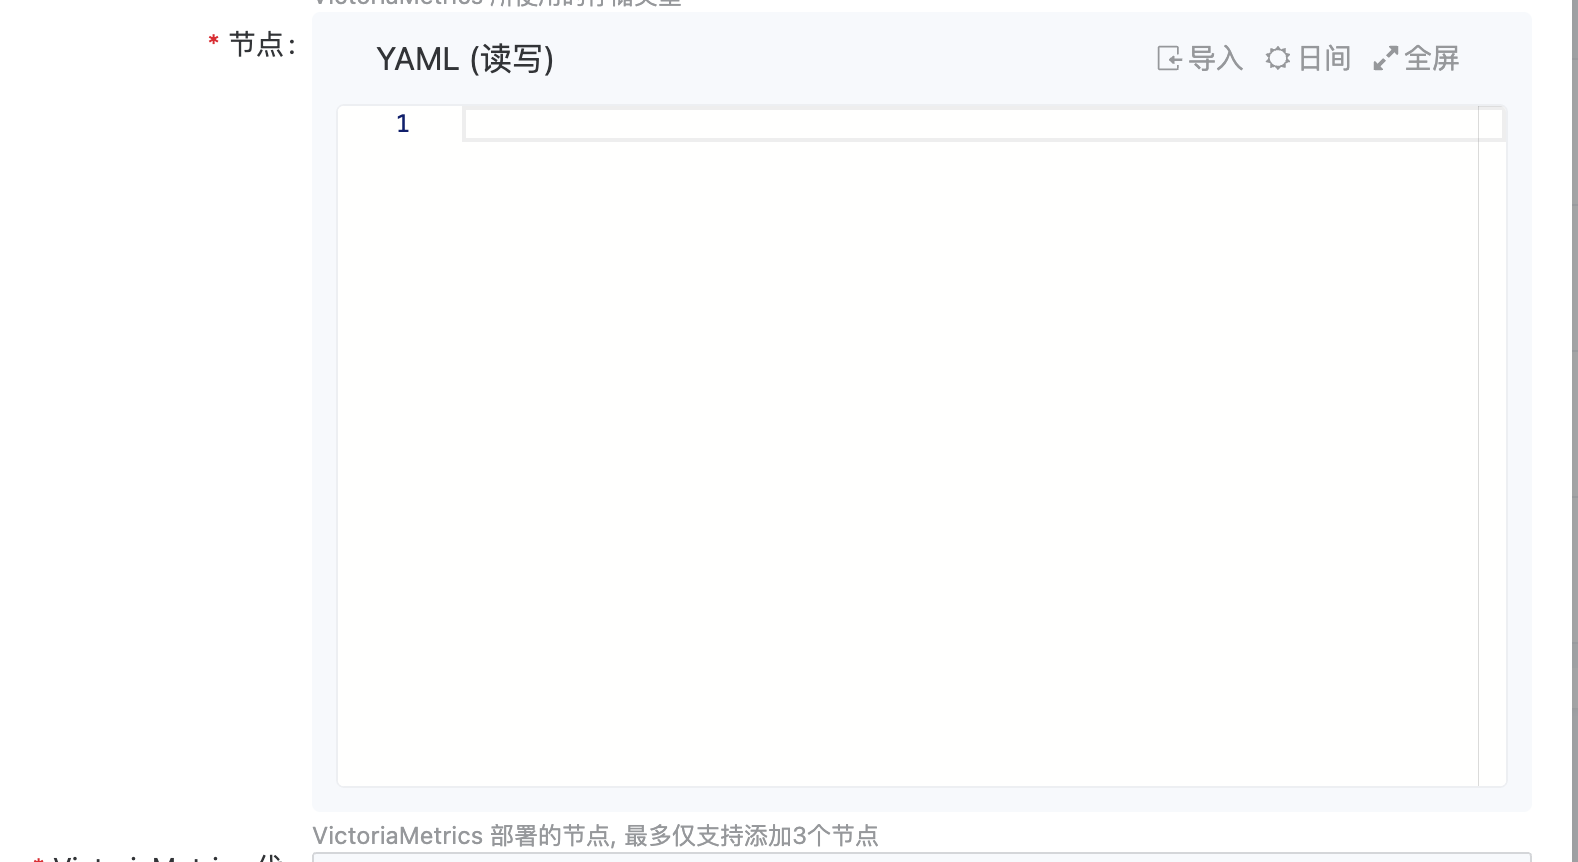 VictoriaMetrics 所使用的存储类型
* 节点：
YAML (读写)
导入 日间 全屏
1
VictoriaMetrics 部署的节点, 最多仅支持添加3个节点
* VictoriaMetrics 代